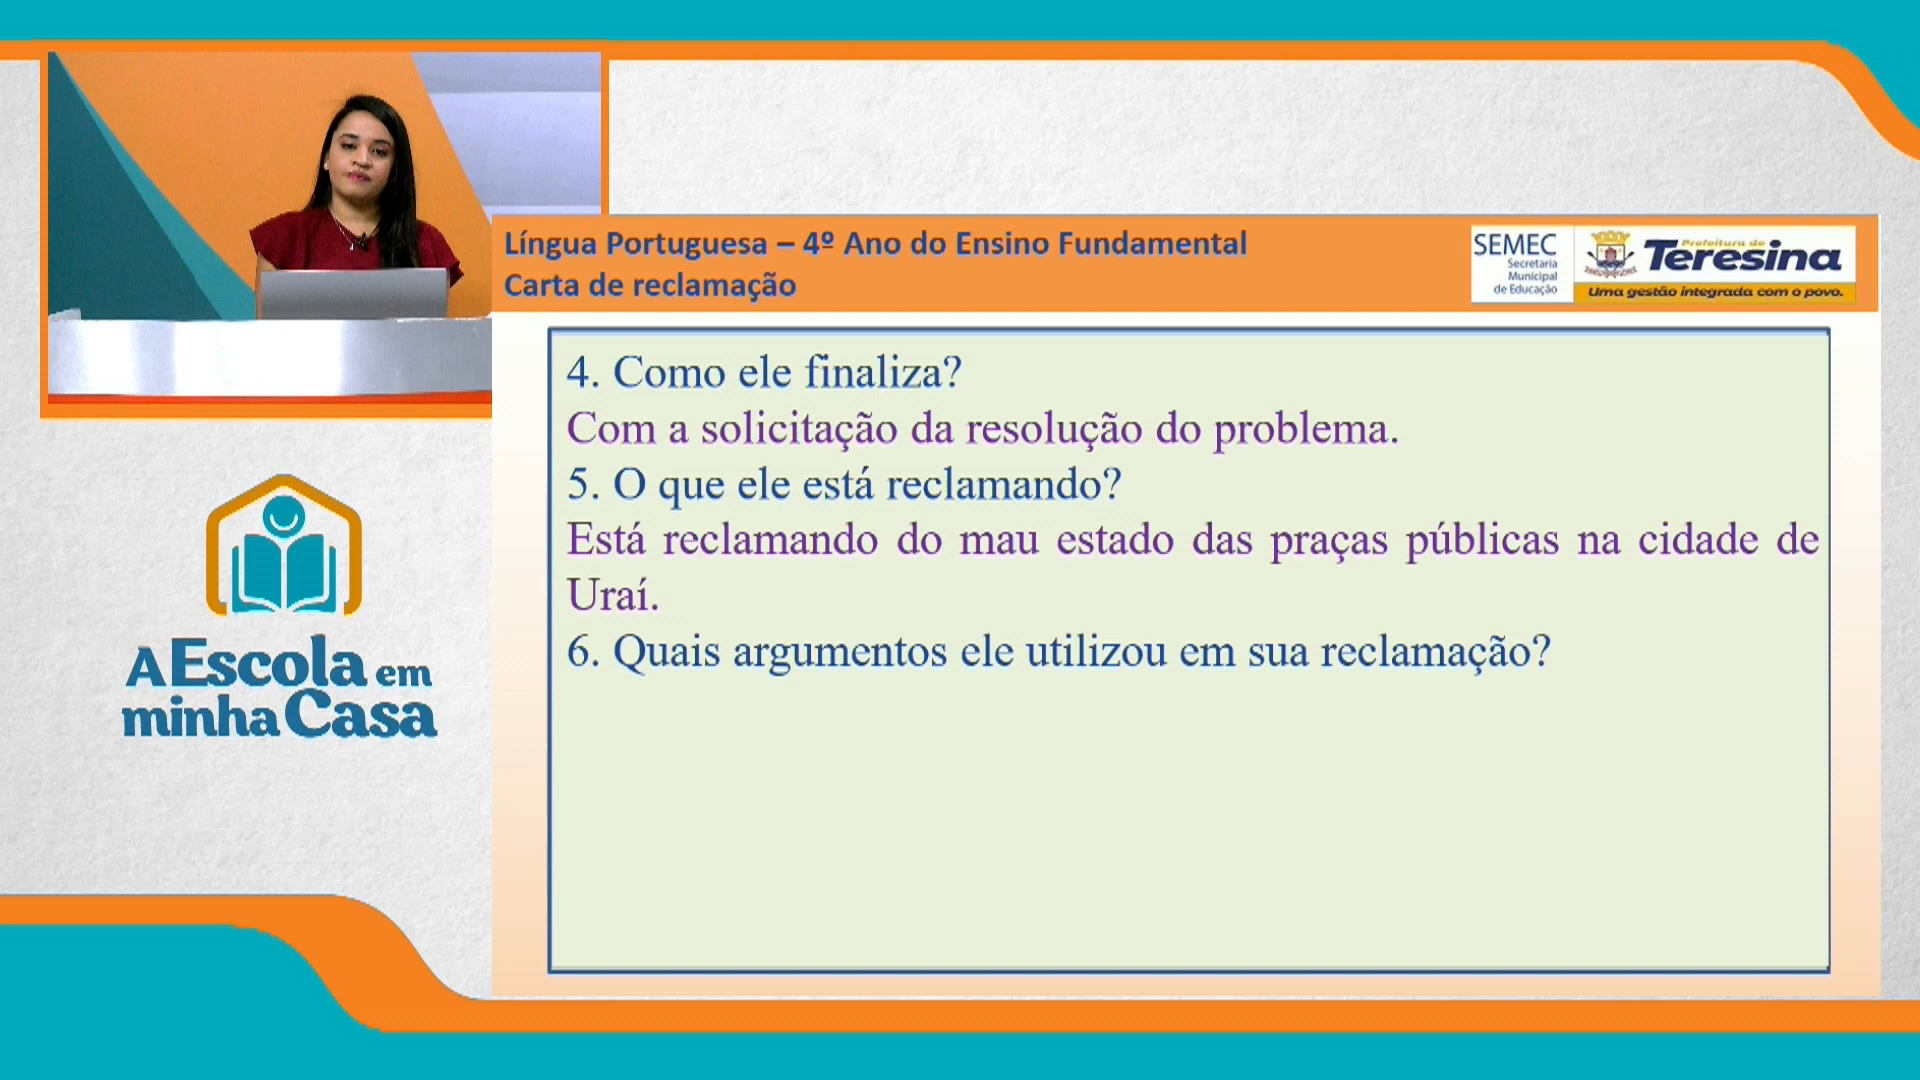 Língua Portuguesa – 4º Ano do Ensino Fundamental
Carta de reclamação
SEMEC
Secretaria
Municipal
de Educação
Prefeitura de
Teresina
Uma gestão integrada com o povo.
4. Como ele finaliza?
Com a solicitação da resolução do problema.
5. O que ele está reclamando?
Está reclamando do mau estado das praças públicas na cidade de
Uraí.
6. Quais argumentos ele utilizou em sua reclamação?
A Escola em
minha Casa